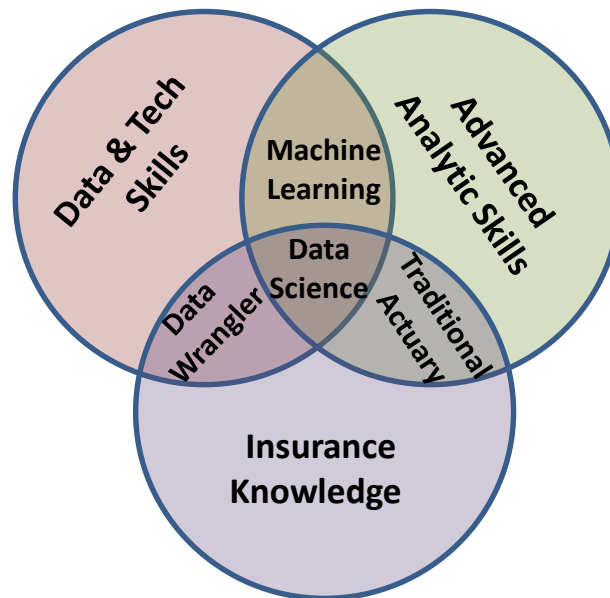 Data & Tech
Skills
Advanced
Analytic Skills
Machine
Learning
Data
Science
Data
Wrangler
Traditional
Actuary
Insurance
Knowledge